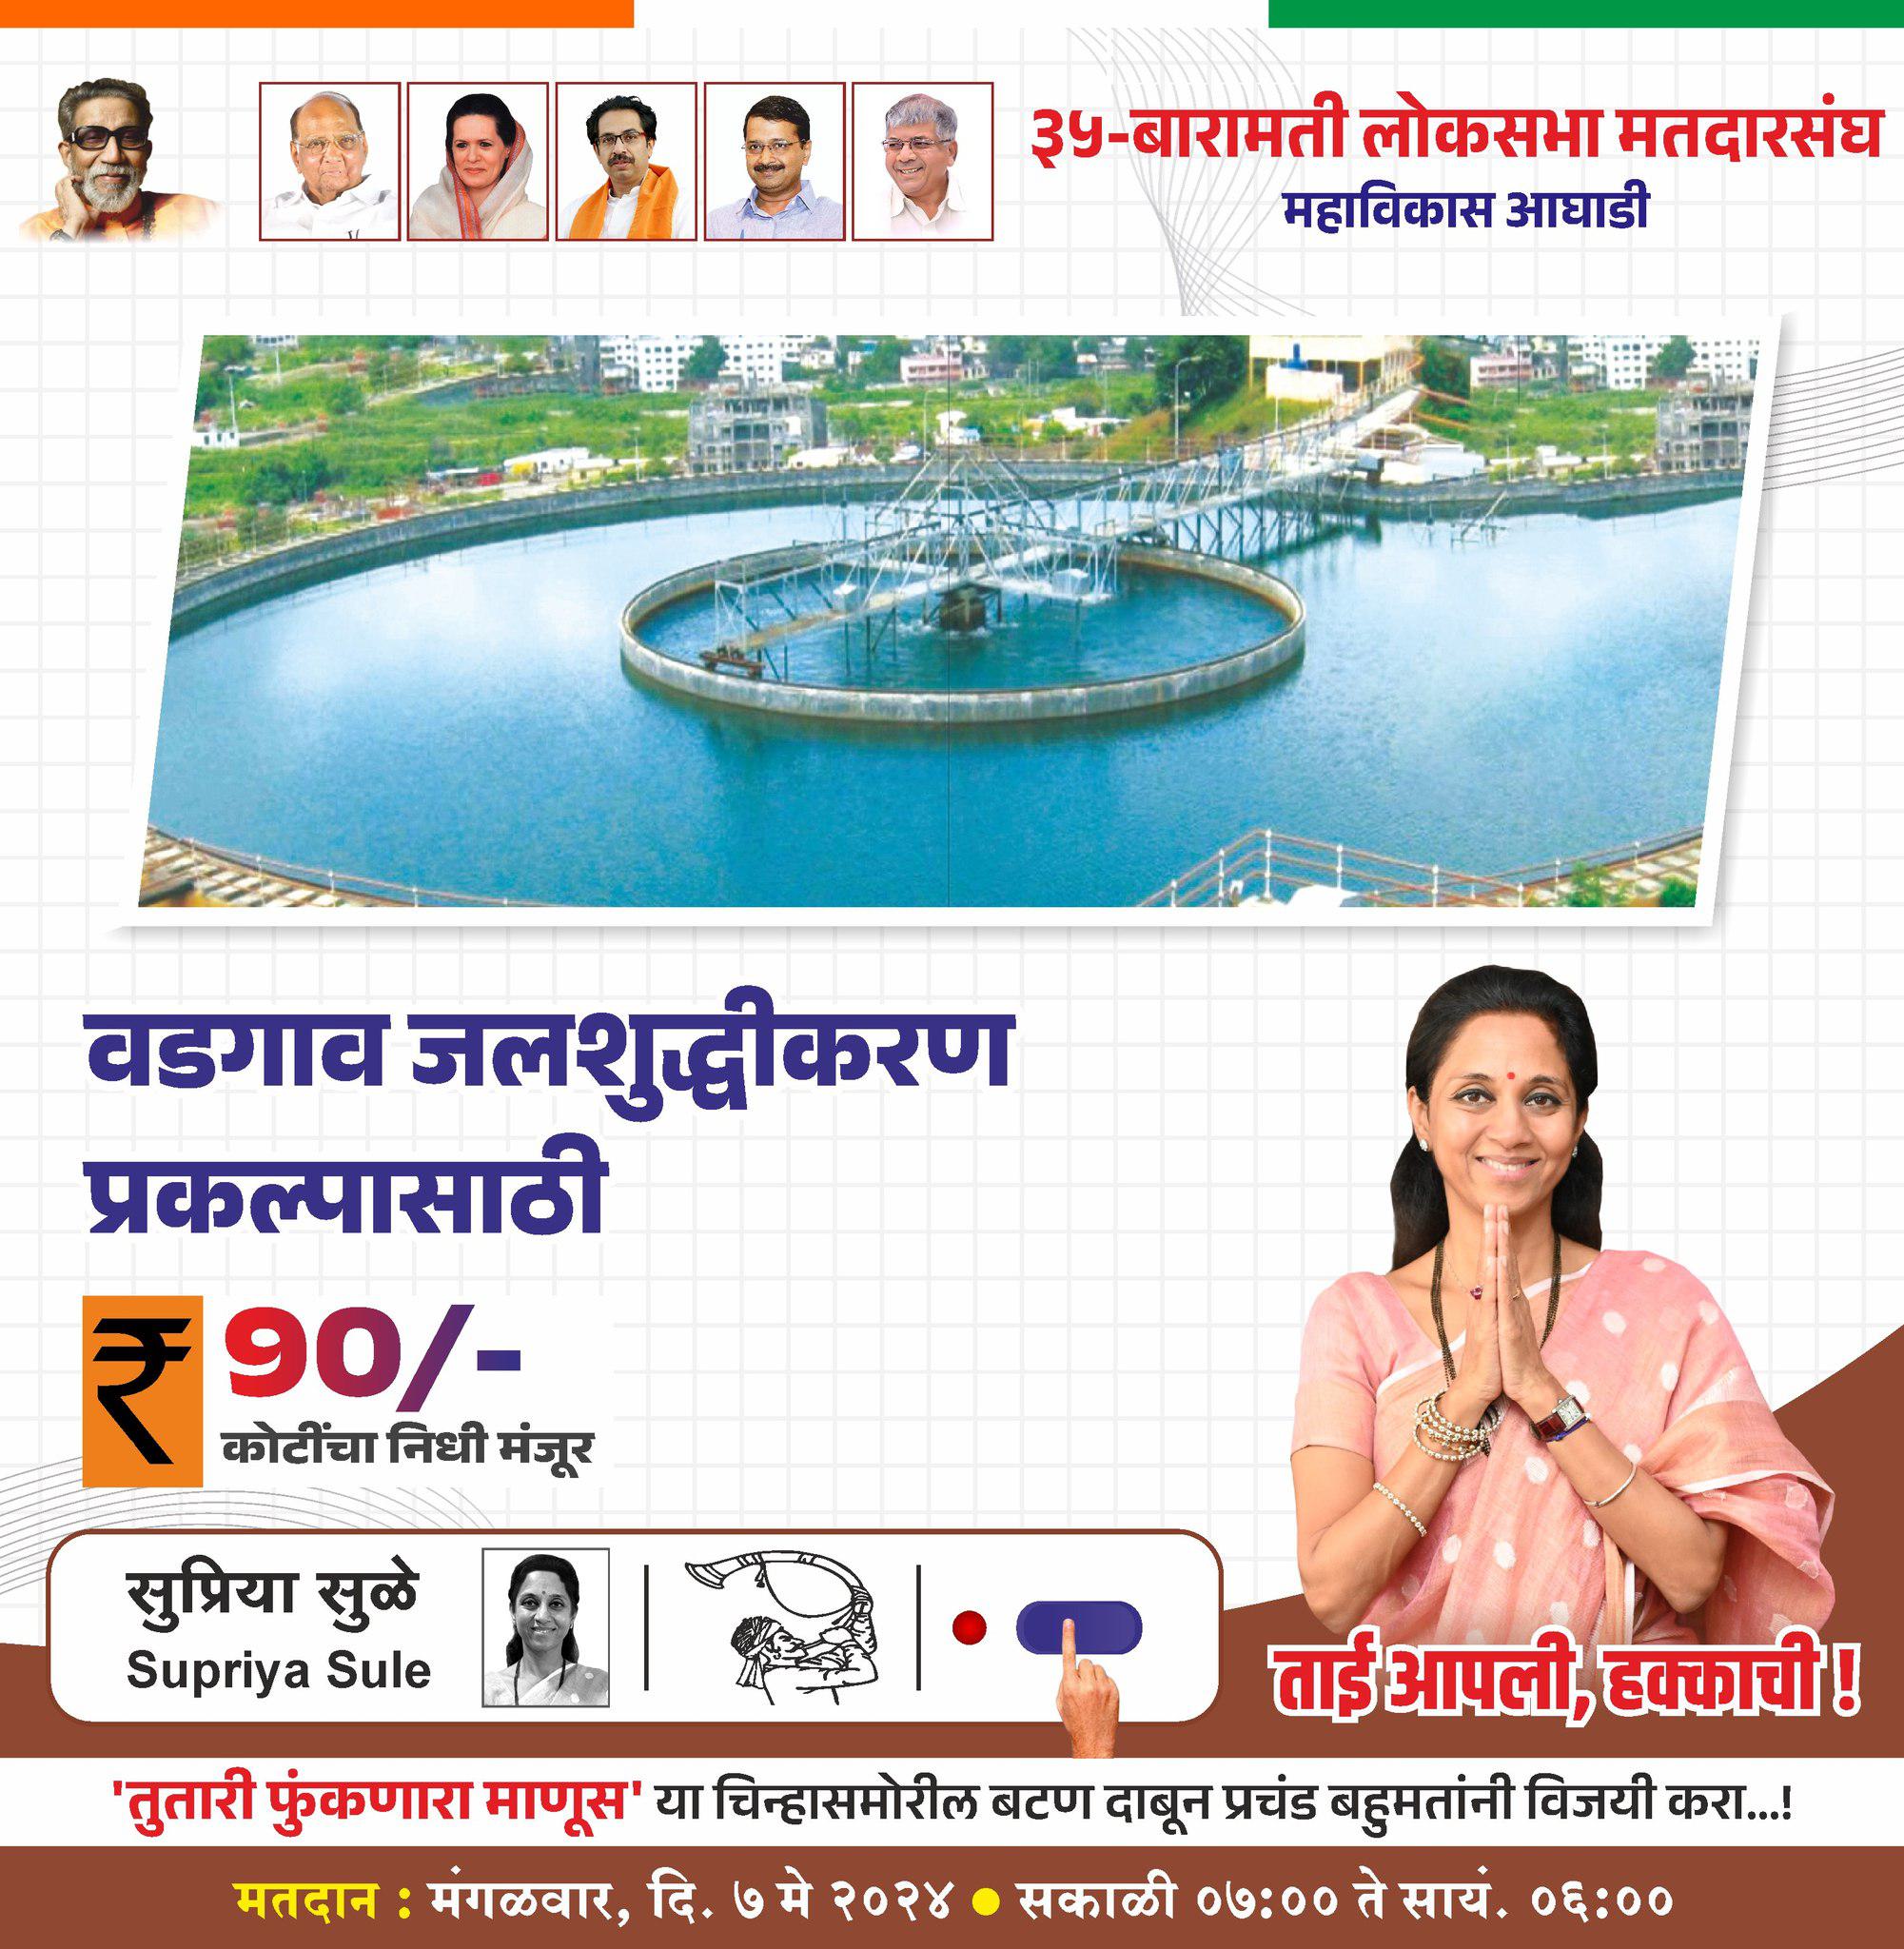 ३५-बारामती लोकसभा मतदारसंघ
महाविकास आघाडी
वडगाव जलशुद्धीकरण
प्रकल्पासाठी
₹ 90/-
कोटींचा निधी मंजूर
सुप्रिया सुळे
Supriya Sule
ताई आपली, हक्काची !
'तुतारी फुंकणारा माणूस' या चिन्हासमोरील बटण दाबून प्रचंड बहुमतांनी विजयी करा...!
मतदान : मंगळवार, दि. ७ मे २०२४ ● सकाळी ०७:०० ते सायं. ०६:००